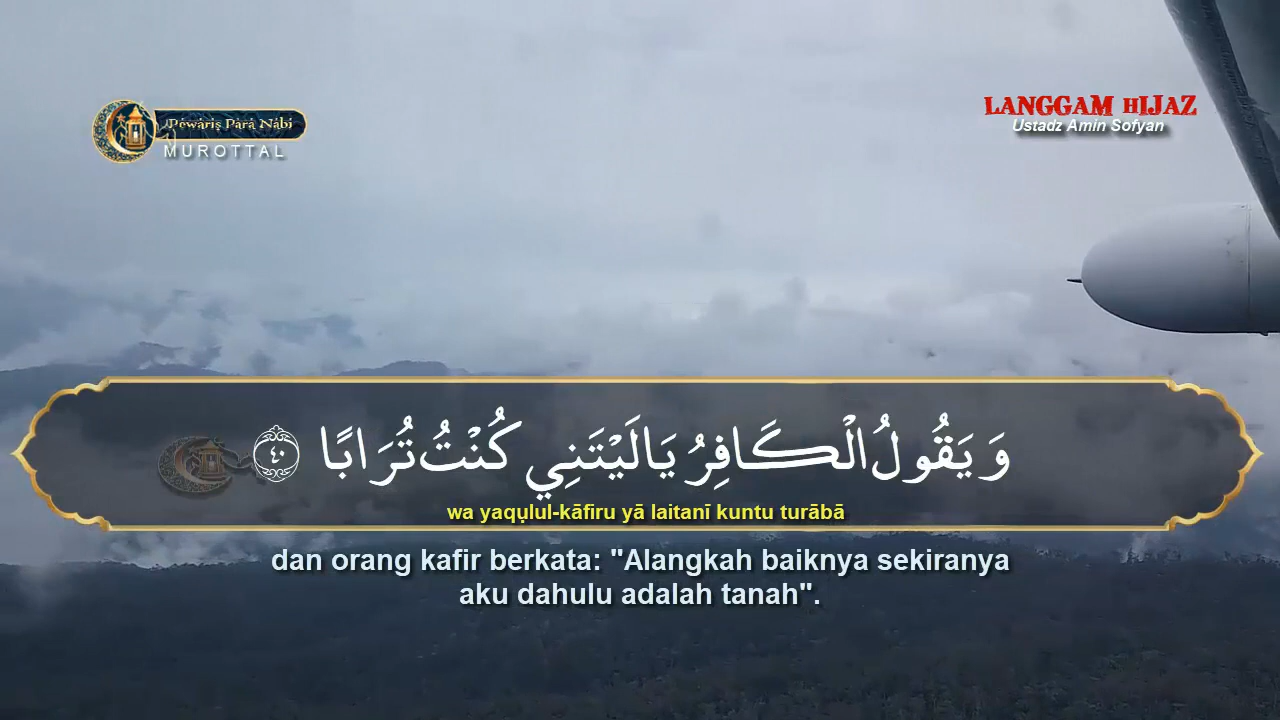 Pewaris Para Nabi
MUROTTAL
LANGGAM HIJAZ
Ustadz Amin Sofyan
وَيَقُولُ الْكَافِرُ يَالَيْتَنِي كُنْتُ تُرَابًا ٤٠
wa yaqụlul-kāfiru yā laitanī kuntu turābā
dan orang kafir berkata: "Alangkah baiknya sekiranya
aku dahulu adalah tanah".